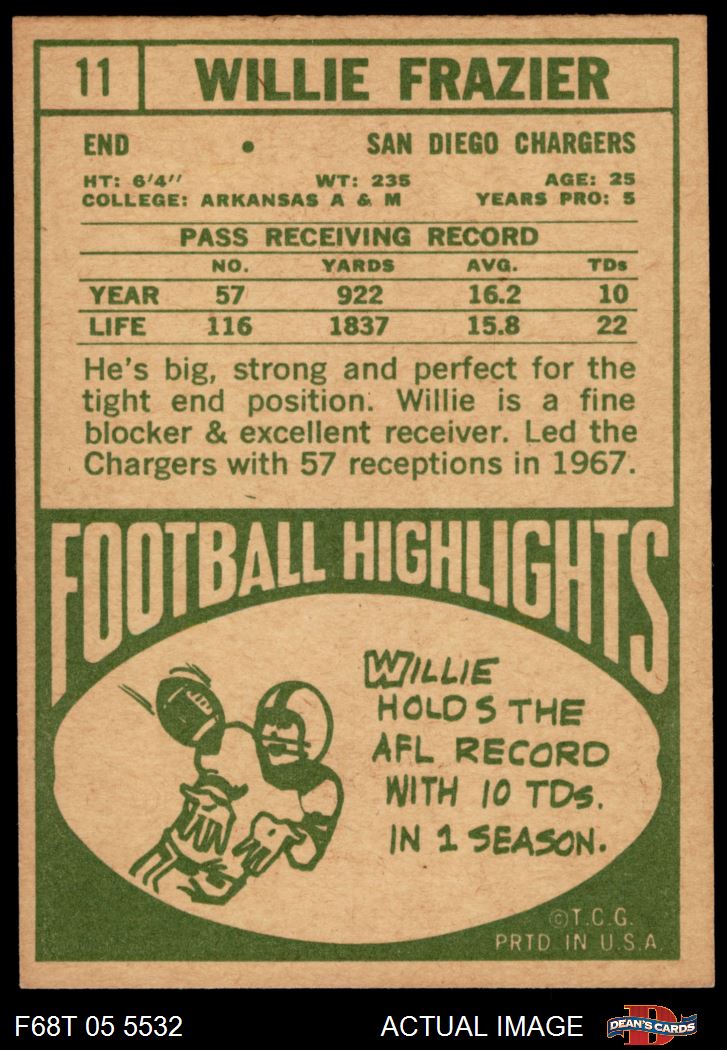 11 WILLIE FRAZIER
END • SAN DIEGO CHARGERS
HT: 6'4'' WT: 235 AGE: 25
COLLEGE: ARKANSAS A & M YEARS PRO: 5
PASS RECEIVING RECORD
NO. YARDS AVG. TDs
YEAR 57 922 16.2 10
LIFE 116 1837 15.8 22
He's big, strong and perfect for the
tight end position. Willie is a fine
blocker & excellent receiver. Led the
Chargers with 57 receptions in 1967.
FOOTBALL HIGHLIGHTS
WILLIE
HOLDS THE
AFL RECORD
WITH 10 TDs.
IN 1 SEASON.
©T.C.G.
PRTD IN U.S.A.
F68T 05 5532 ACTUAL IMAGE DEAN'S CARDS